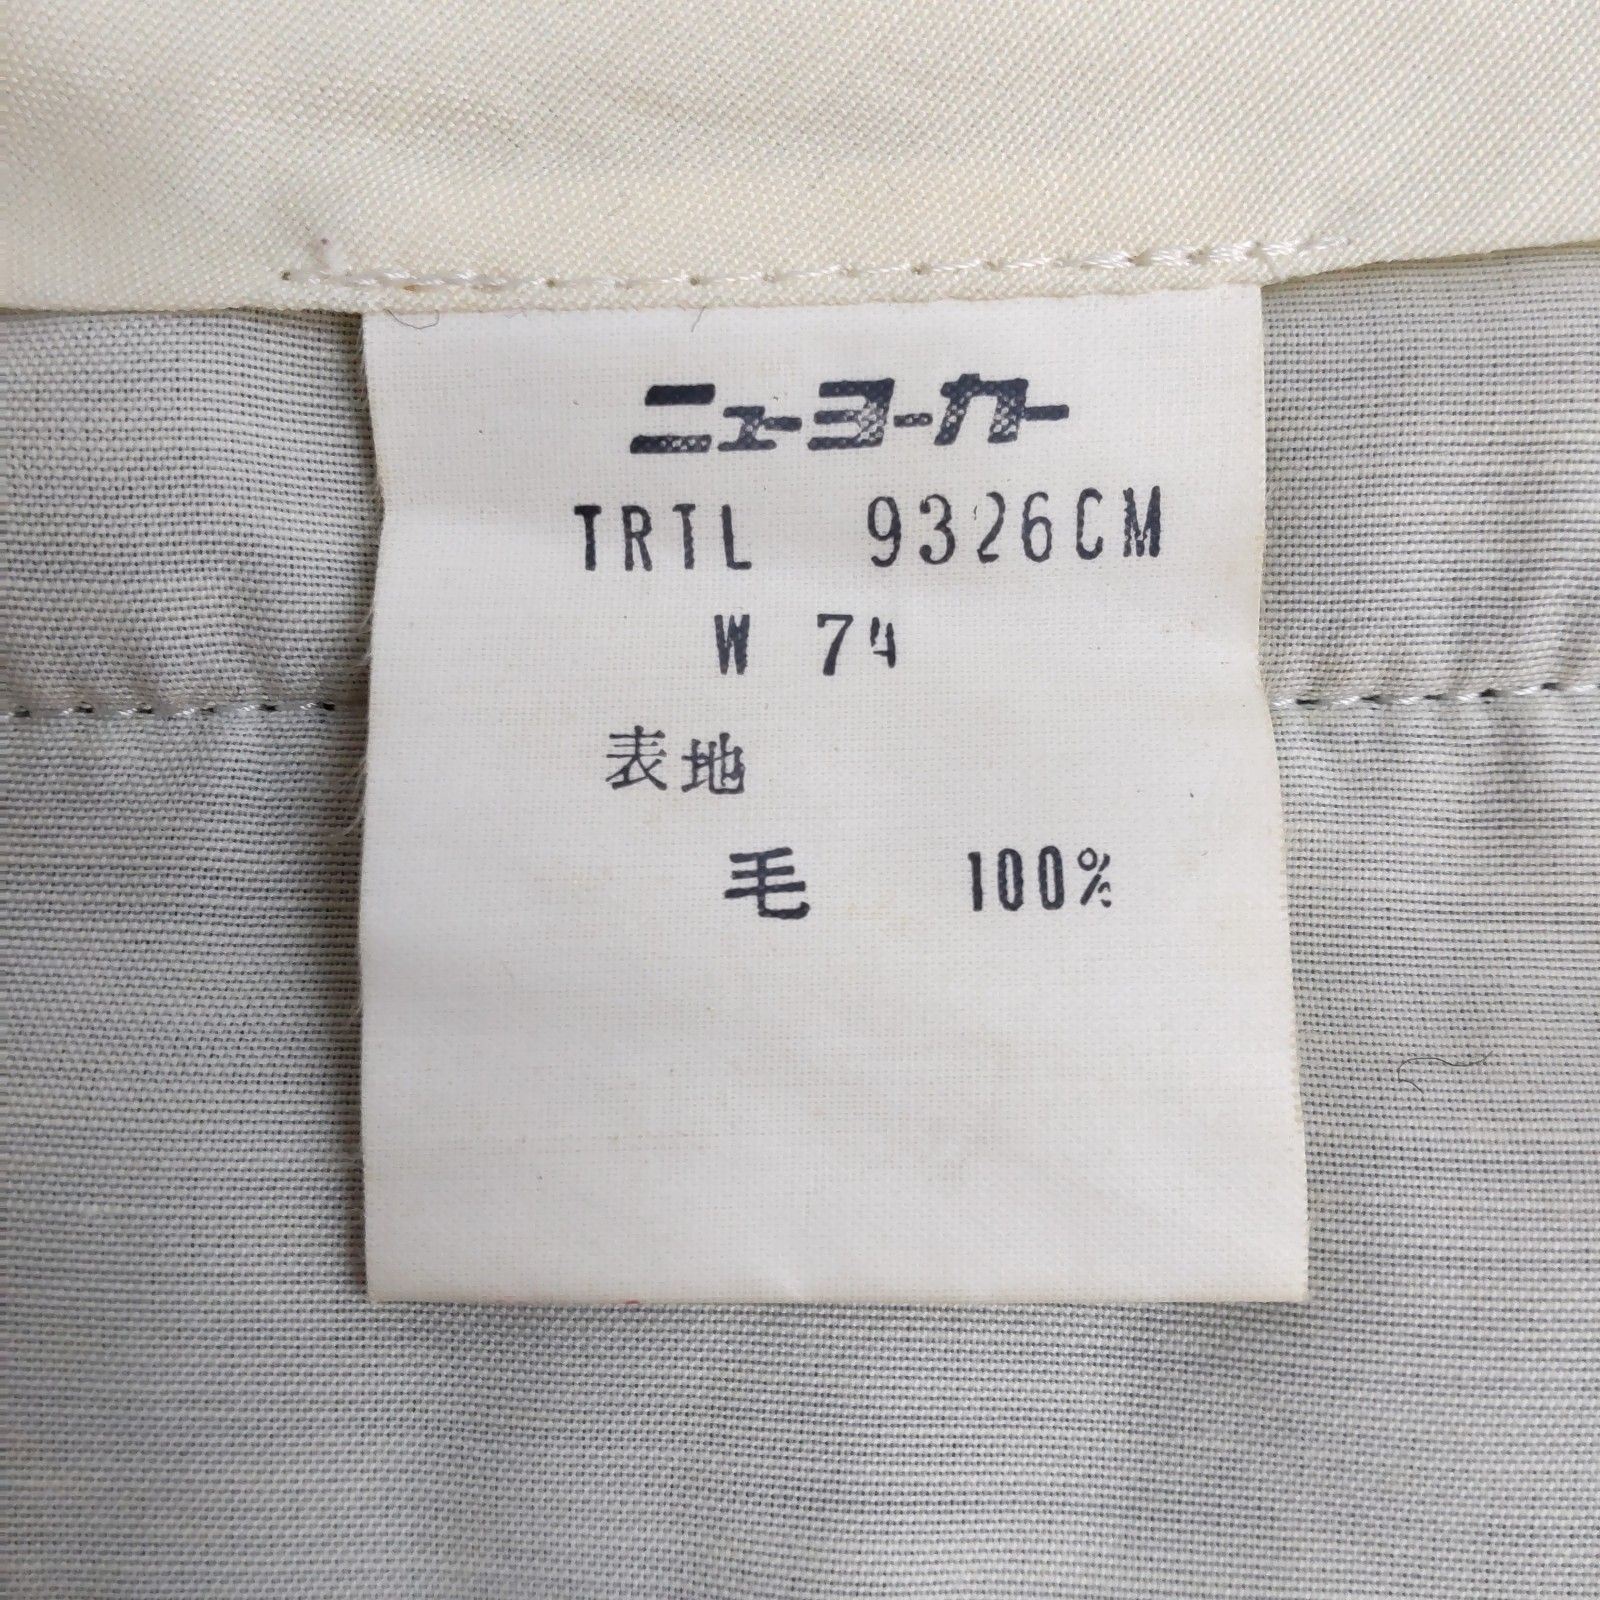 ニューヨーカー
TRTL 9326CM
W 74
表地
毛 100%